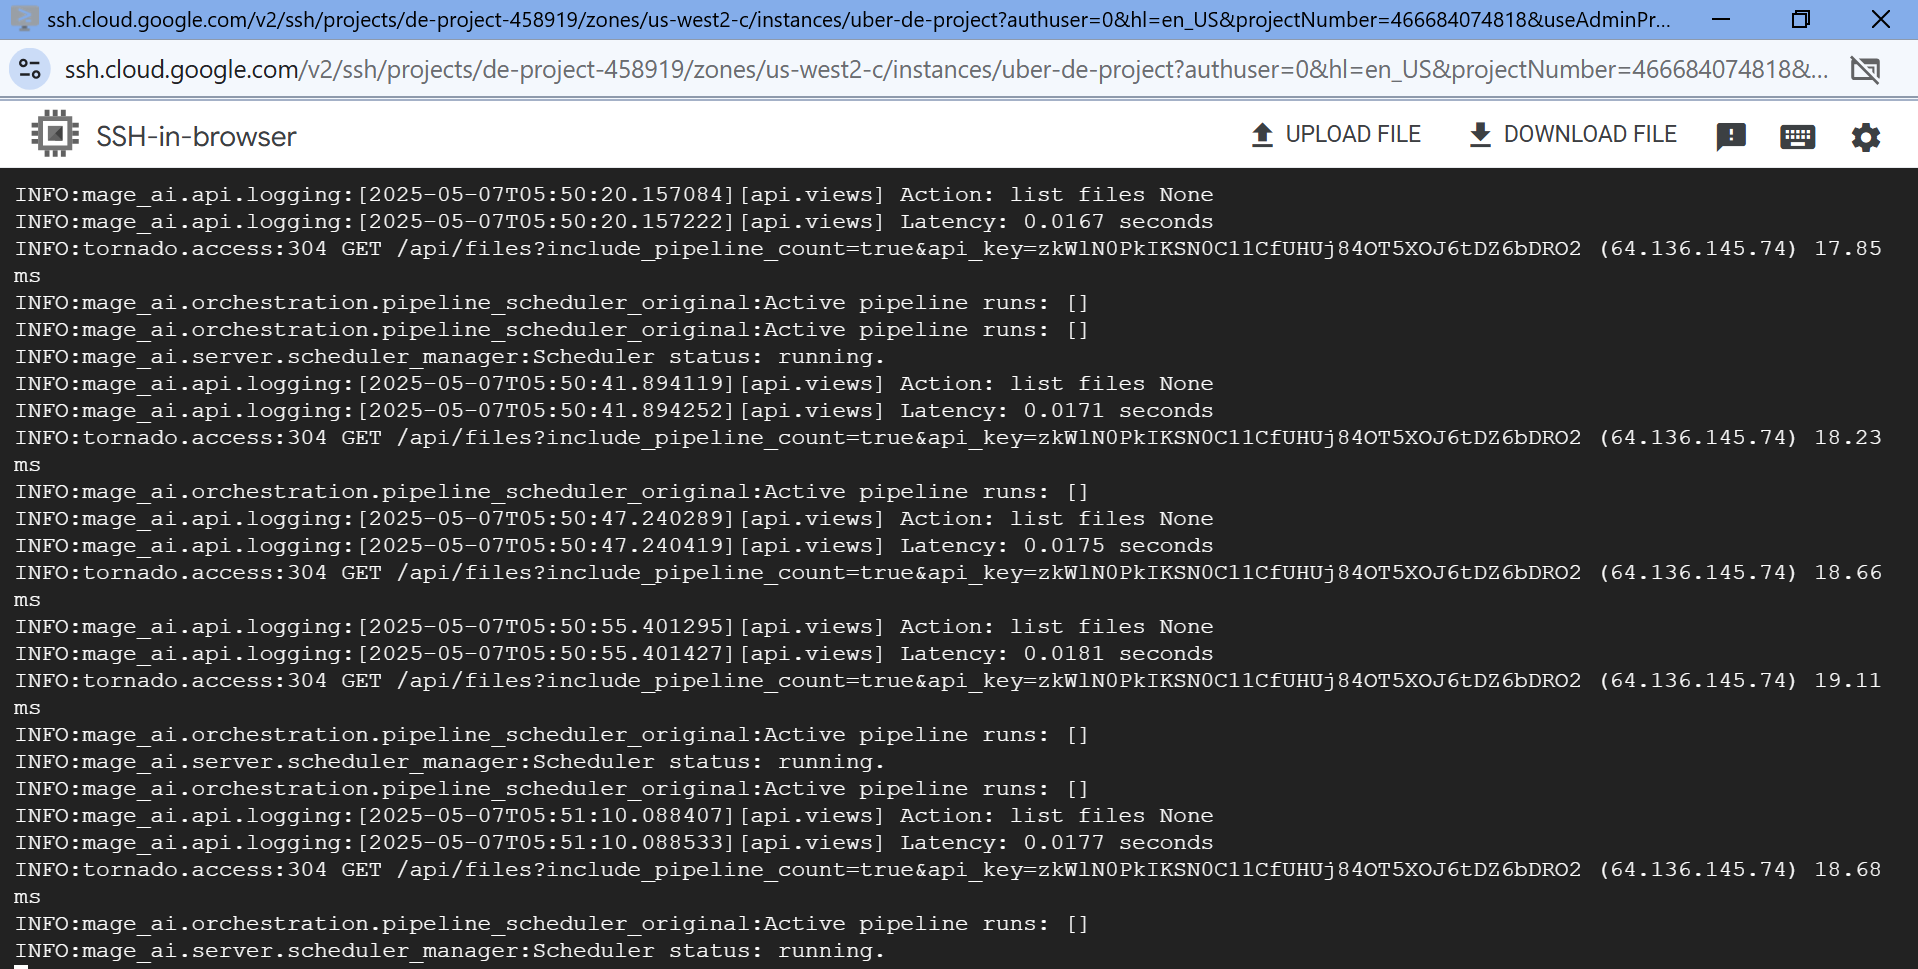 ssh.cloud.google.com/v2/ssh/projects/de-project-458919/zones/us-west2-c/instances/uber-de-project?authuser=0&hl=en_US&projectNumber=466684074818&useAdminPr...
ssh.cloud.google.com/v2/ssh/projects/de-project-458919/zones/us-west2-c/instances/uber-de-project?authuser=0&hl=en_US&projectNumber=466684074818&...
SSH-in-browser UPLOAD FILE DOWNLOAD FILE
INFO:mage_ai.api.logging:[2025-05-07T05:50:20.157084][api.views] Action: list files None
INFO:mage_ai.api.logging:[2025-05-07T05:50:20.157222][api.views] Latency: 0.0167 seconds
INFO:tornado.access:304 GET /api/files?include_pipeline_count=true&api_key=zkWlN0PkIKSN0C11CfUHUj84OT5XOJ6tDZ6bDRO2 (64.136.145.74) 17.85
ms
INFO:mage_ai.orchestration.pipeline_scheduler_original:Active pipeline runs: []
INFO:mage_ai.orchestration.pipeline_scheduler_original:Active pipeline runs: []
INFO:mage_ai.server.scheduler_manager:Scheduler status: running.
INFO:mage_ai.api.logging:[2025-05-07T05:50:41.894119][api.views] Action: list files None
INFO:mage_ai.api.logging:[2025-05-07T05:50:41.894252][api.views] Latency: 0.0171 seconds
INFO:tornado.access:304 GET /api/files?include_pipeline_count=true&api_key=zkWlN0PkIKSN0C11CfUHUj84OT5XOJ6tDZ6bDRO2 (64.136.145.74) 18.23
ms
INFO:mage_ai.orchestration.pipeline_scheduler_original:Active pipeline runs: []
INFO:mage_ai.api.logging:[2025-05-07T05:50:47.240289][api.views] Action: list files None
INFO:mage_ai.api.logging:[2025-05-07T05:50:47.240419][api.views] Latency: 0.0175 seconds
INFO:tornado.access:304 GET /api/files?include_pipeline_count=true&api_key=zkWlN0PkIKSN0C11CfUHUj84OT5XOJ6tDZ6bDRO2 (64.136.145.74) 18.66
ms
INFO:mage_ai.api.logging:[2025-05-07T05:50:55.401295][api.views] Action: list files None
INFO:mage_ai.api.logging:[2025-05-07T05:50:55.401427][api.views] Latency: 0.0181 seconds
INFO:tornado.access:304 GET /api/files?include_pipeline_count=true&api_key=zkWlN0PkIKSN0C11CfUHUj84OT5XOJ6tDZ6bDRO2 (64.136.145.74) 19.11
ms
INFO:mage_ai.orchestration.pipeline_scheduler_original:Active pipeline runs: []
INFO:mage_ai.server.scheduler_manager:Scheduler status: running.
INFO:mage_ai.orchestration.pipeline_scheduler_original:Active pipeline runs: []
INFO:mage_ai.api.logging:[2025-05-07T05:51:10.088407][api.views] Action: list files None
INFO:mage_ai.api.logging:[2025-05-07T05:51:10.088533][api.views] Latency: 0.0177 seconds
INFO:tornado.access:304 GET /api/files?include_pipeline_count=true&api_key=zkWlN0PkIKSN0C11CfUHUj84OT5XOJ6tDZ6bDRO2 (64.136.145.74) 18.68
ms
INFO:mage_ai.orchestration.pipeline_scheduler_original:Active pipeline runs: []
INFO:mage_ai.server.scheduler_manager:Scheduler status: running.